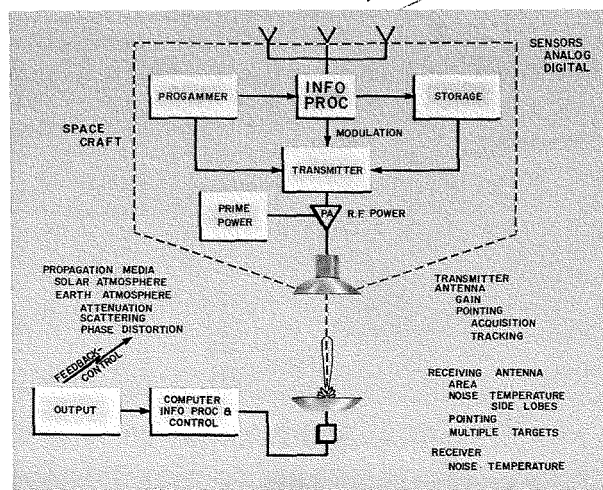 SENSORS
ANALOG
DIGITAL
PROGAMMER
INFO
PROC
STORAGE
SPACE
CRAFT
MODULATION
TRANSMITTER
PRIME
POWER
PA
R.F. POWER
PROPAGATION MEDIA
SOLAR ATMOSPHERE
EARTH ATMOSPHERE
ATTENUATION
SCATTERING
PHASE DISTORTION
TRANSMITTER
ANTENNA
GAIN
POINTING
ACQUISITION
TRACKING
FEEDBACK-
CONTROL
OUTPUT
COMPUTER
INFO PROC &
CONTROL
RECEIVING ANTENNA
AREA
NOISE TEMPERATURE
SIDE LOBES
POINTING
MULTIPLE TARGETS
RECEIVER
NOISE TEMPERATURE